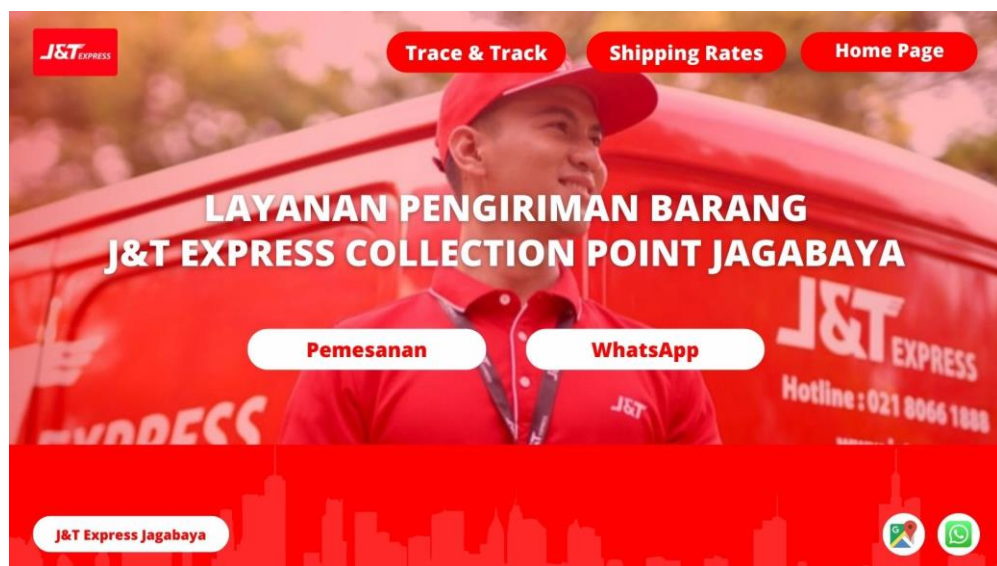 J&T EXPRESS
Trace & Track
Shipping Rates
Home Page
LAYANAN PENGIRIMAN BARANG
J&T EXPRESS COLLECTION POINT JAGABAYA
Pemesanan
WhatsApp
J&T EXPRESS
Hotline : 021 8066 1888
J&T
EXPRESS
J&T Express Jagabaya